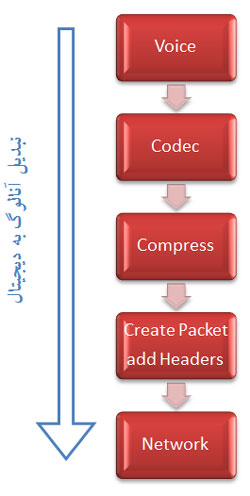 Voice
Codec
Compress
Create Packet
add Headers
Network
تبدیل آنالوگ به دیجیتال